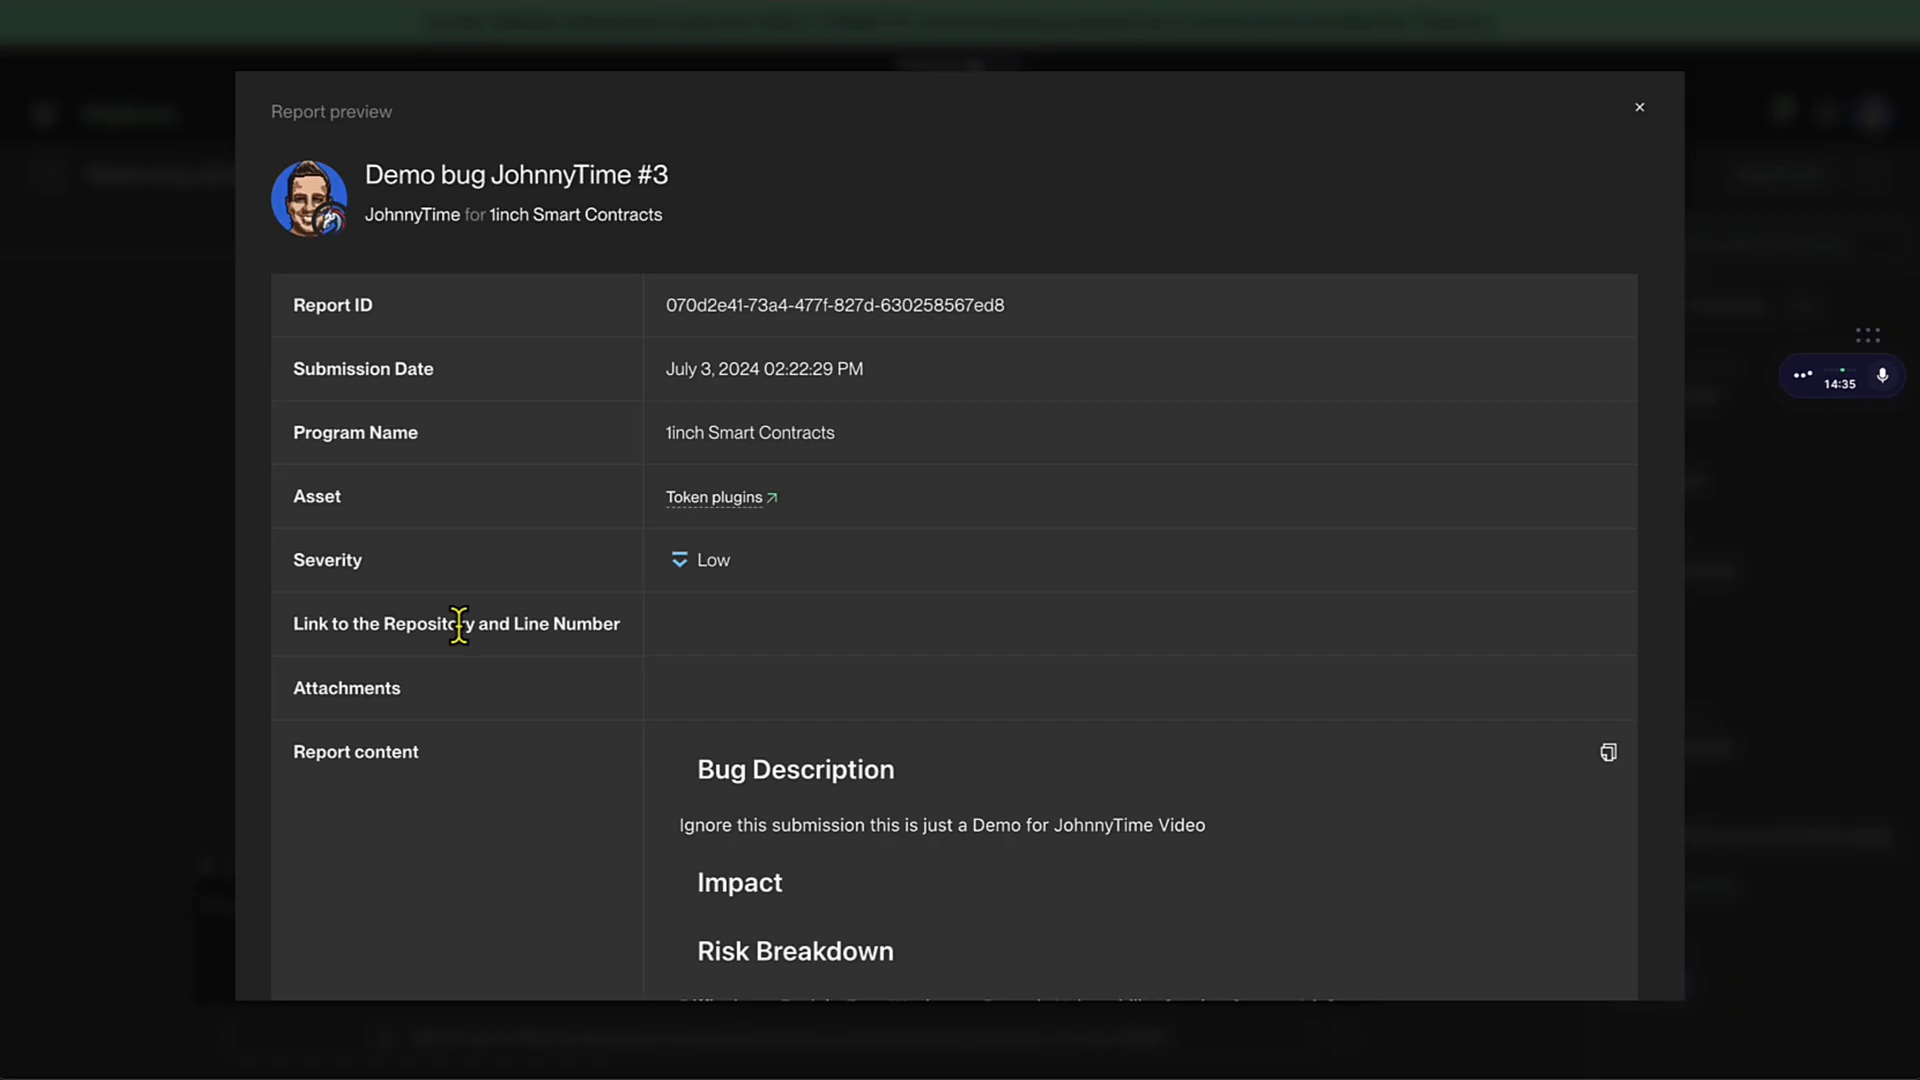 Report preview
Demo bug JohnnyTime #3
JohnnyTime for 1inch Smart Contracts
Report ID
070d2e41-73a4-477f-827d-630258567ed8
Submission Date
July 3, 2024 02:22:29 PM
Program Name
1inch Smart Contracts
Asset
Token plugins
Severity
Low
Link to the Repository and Line Number
14:35
Attachments
Report content
Bug Description
Ignore this submission this is just a Demo for JohnnyTime Video
Impact
Risk Breakdown